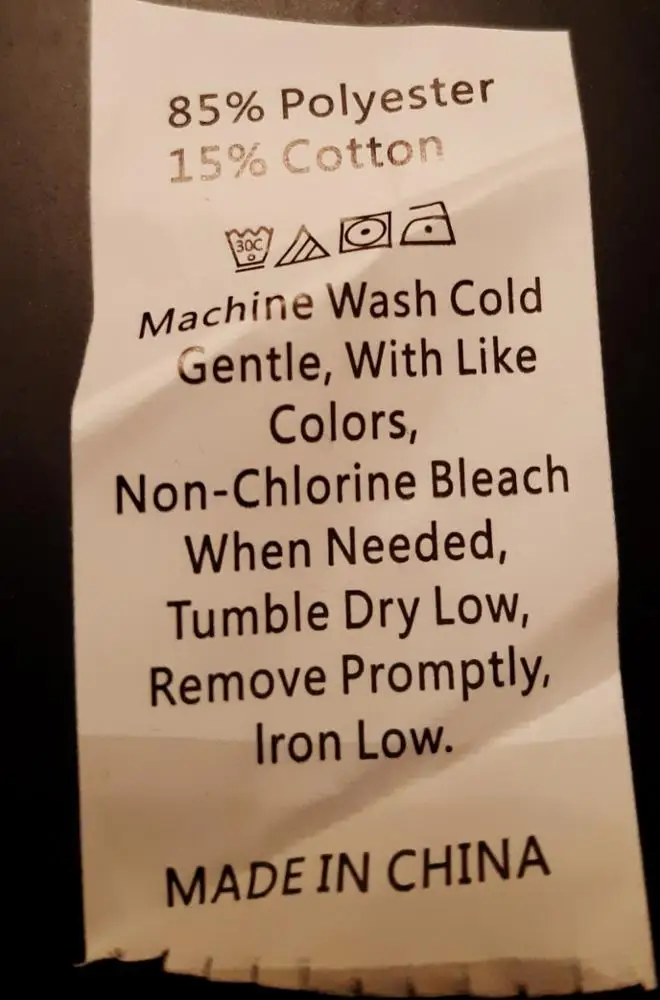 85% Polyester
15% Cotton
30C
Machine Wash Cold
Gentle, With Like
Colors,
Non-Chlorine Bleach
When Needed,
Tumble Dry Low,
Remove Promptly,
Iron Low.
MADE IN CHINA